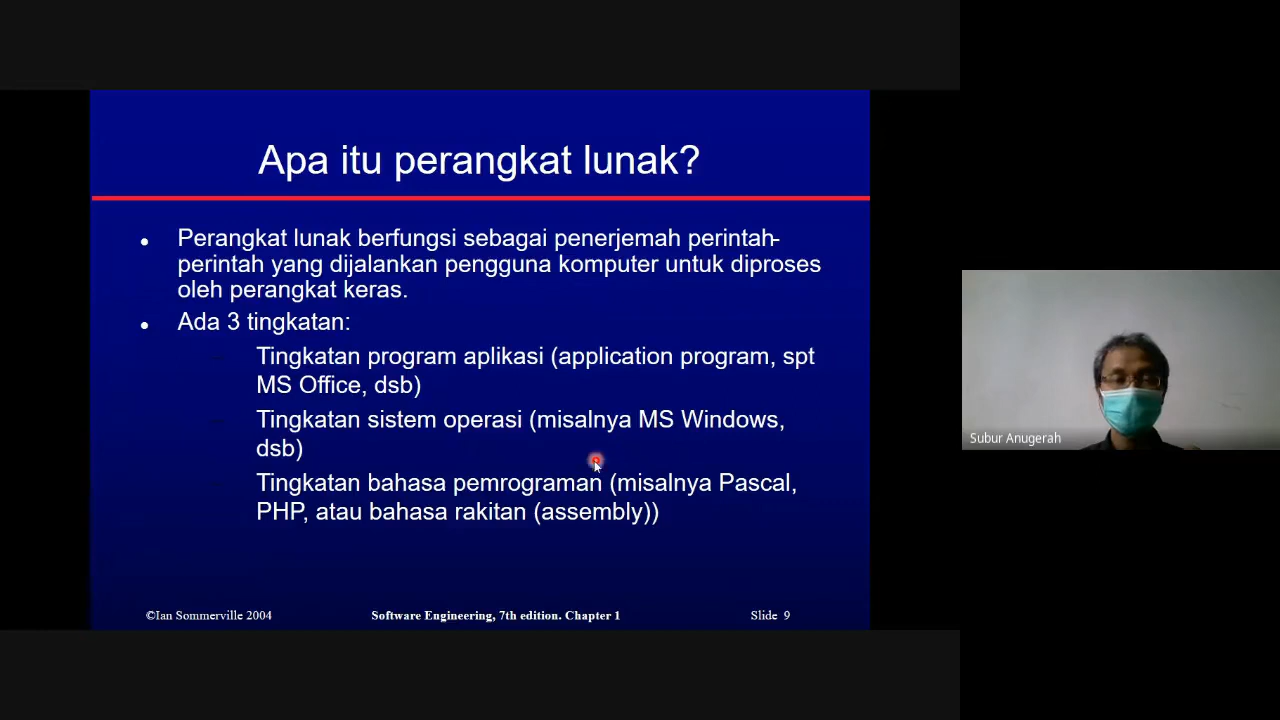 Apa itu perangkat lunak?
Perangkat lunak berfungsi sebagai penerjemah perintah-
perintah yang dijalankan pengguna komputer untuk diproses
oleh perangkat keras.
Ada 3 tingkatan:
Tingkatan program aplikasi (application program, spt
MS Office, dsb)
Tingkatan sistem operasi (misalnya MS Windows,
dsb)
Tingkatan bahasa pemrograman (misalnya Pascal,
PHP, atau bahasa rakitan (assembly))
©Ian Sommerville 2004 Software Engineering, 7th edition. Chapter 1 Slide 9
Subur Anugerah